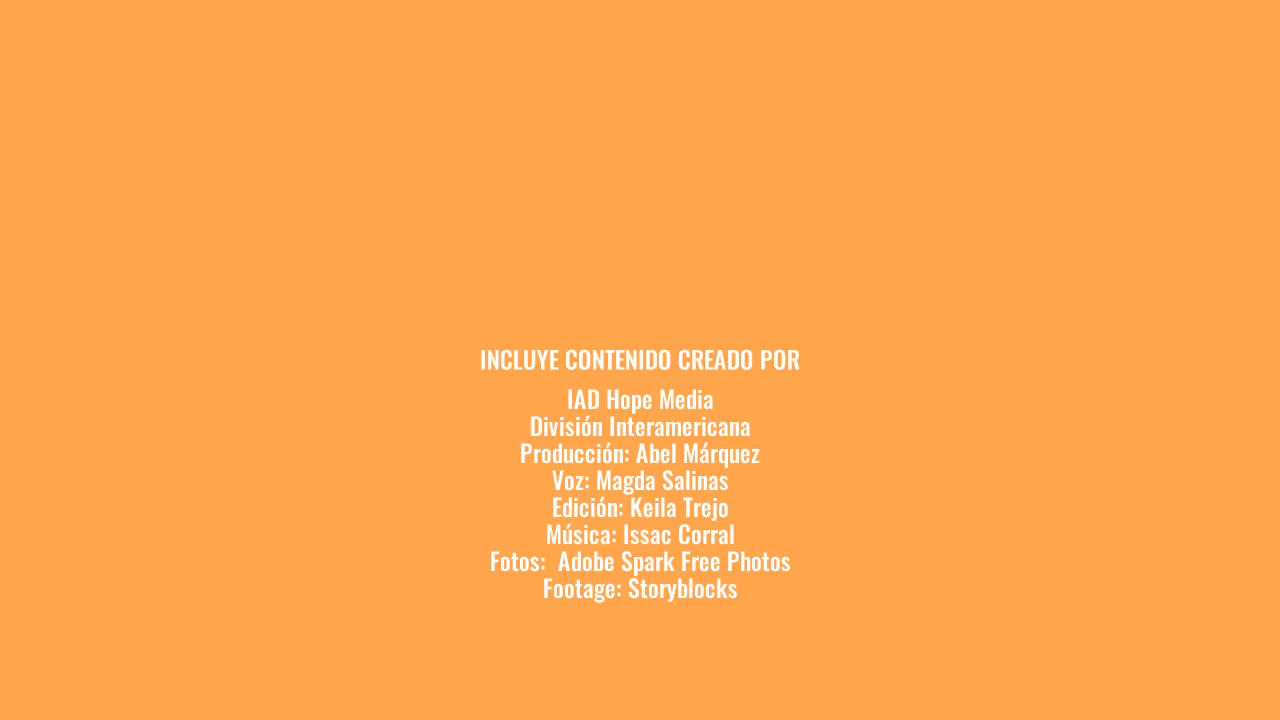 INCLUYE CONTENIDO CREADO POR
IAD Hope Media
División Interamericana
Producción: Abel Márquez
Voz: Magda Salinas
Edición: Keila Trejo
Música: Issac Corral
Fotos:  Adobe Spark Free Photos
Footage: Storyblocks